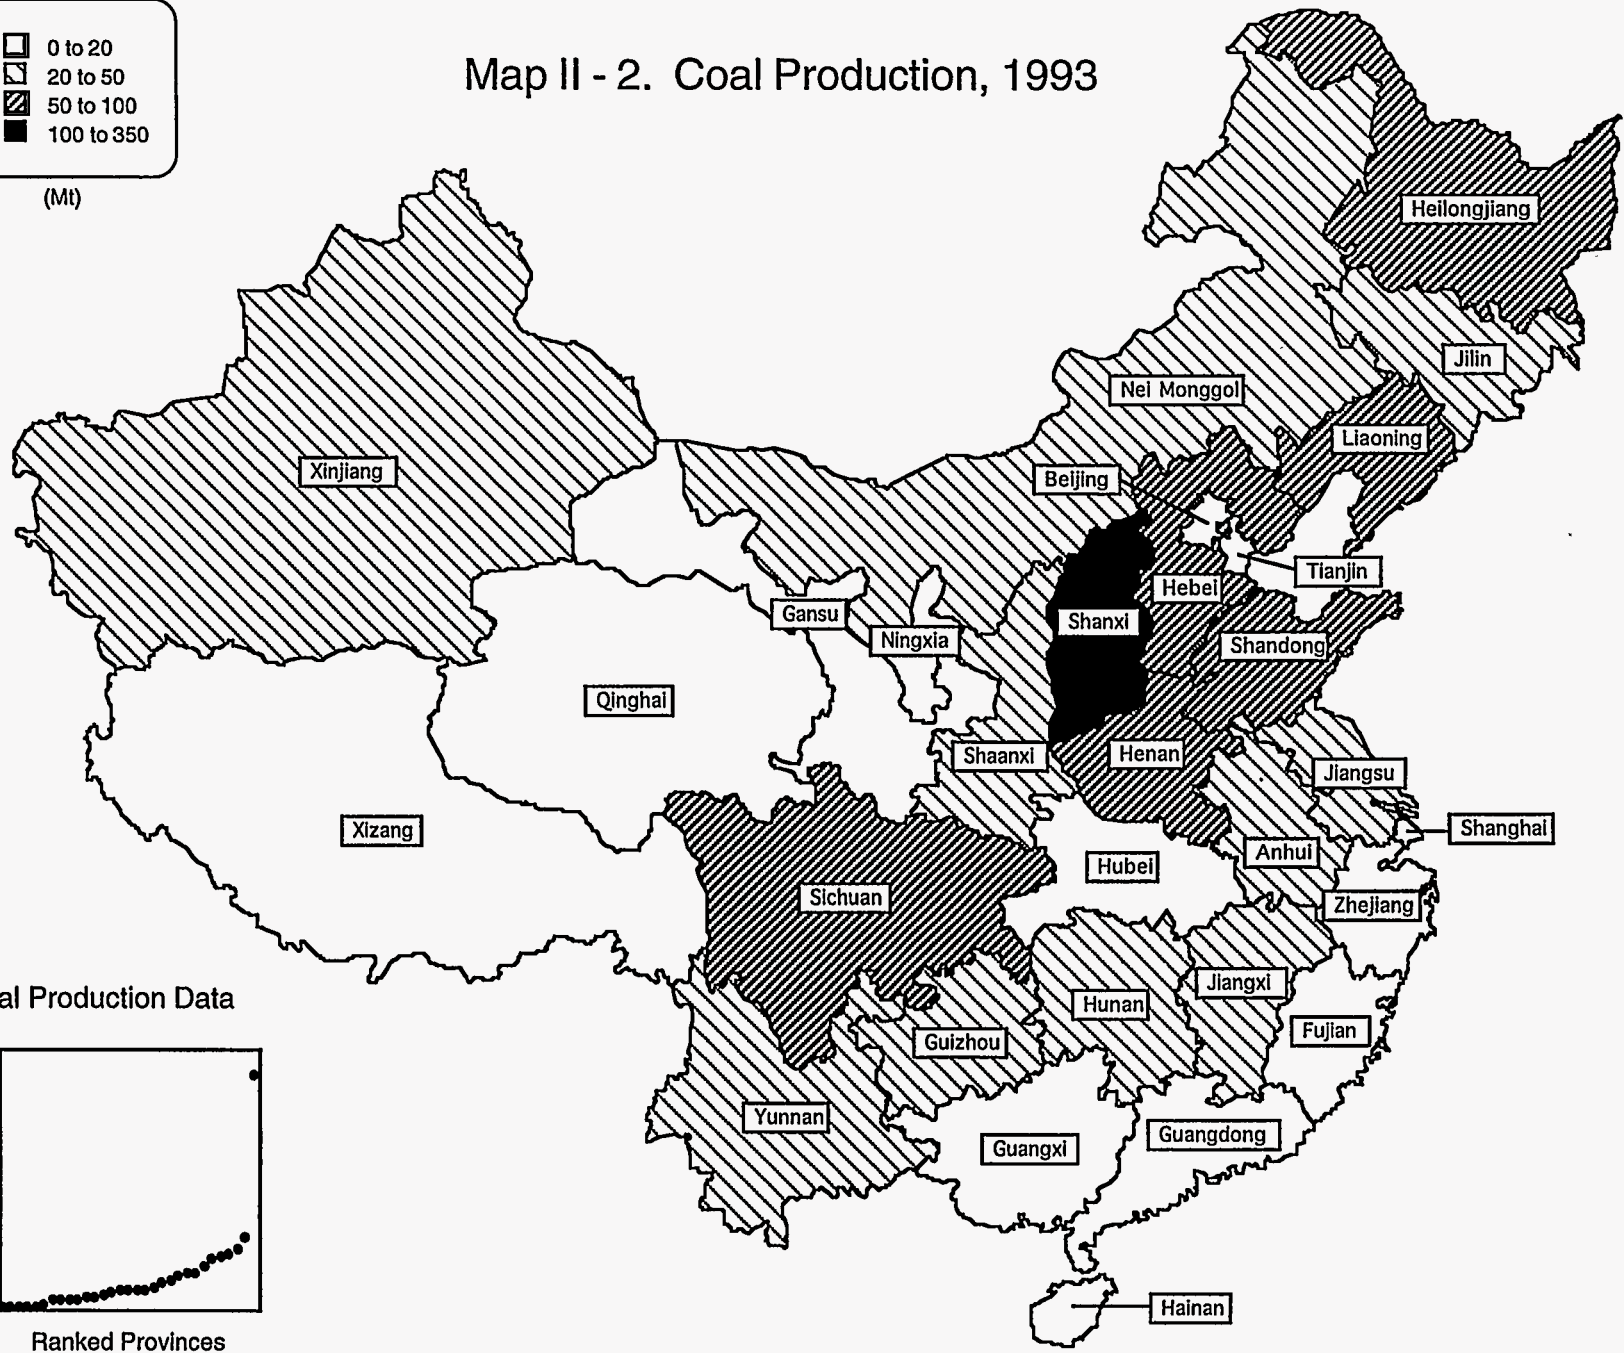 0 to 20
20 to 50
50 to 100
100 to 350
(Mt)
Map II - 2. Coal Production, 1993
Heilongjiang
Jilin
Nei Monggol
Liaoning
Xinjiang
Beijing
Tianjin
Hebei
Gansu
Shanxi
Ningxia
Shandong
Qinghai
Shaanxi
Henan
Jiangsu
Xizang
Shanghai
Anhui
Hubei
Sichuan
Zhejiang
Jiangxi
al Production Data
Hunan
Fujian
Guizhou
Yunnan
Guangdong
Guangxi
Hainan
Ranked Provinces